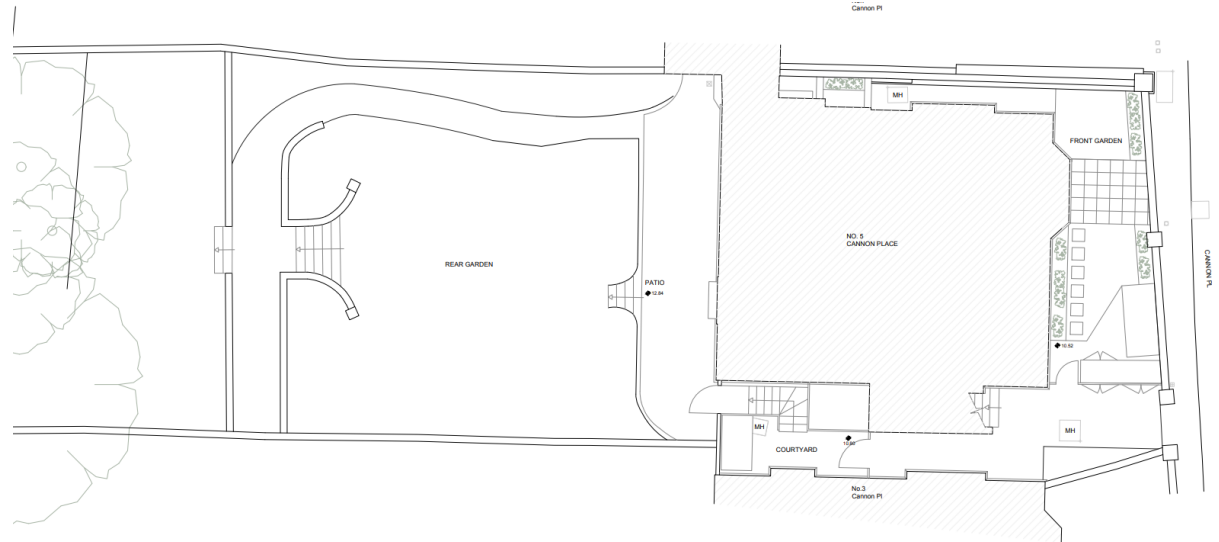 Cannon Pl
MH
FRONT GARDEN
NO. 5
CANNON PLACE
REAR GARDEN
PATIO
12.84
CANNON PL
10.52
MH
MH
COURTYARD
No.3
Cannon Pl